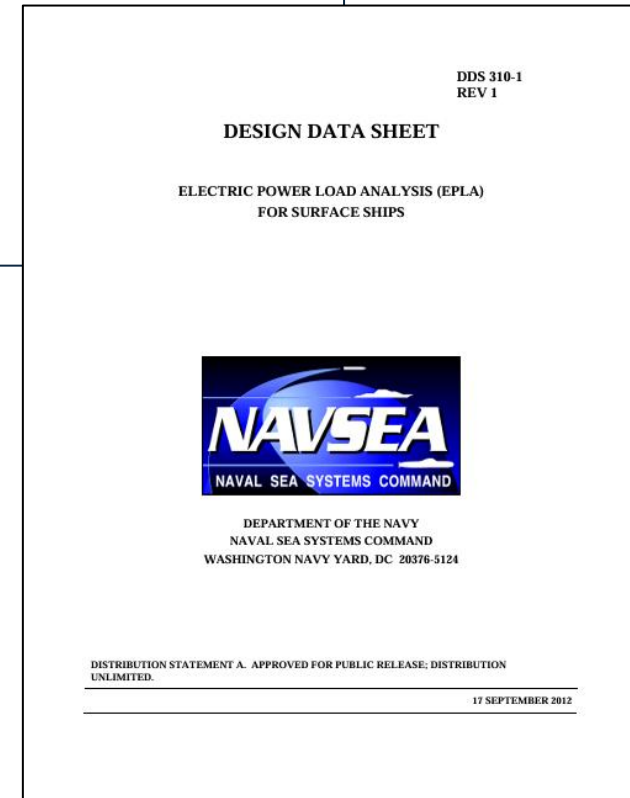 DDS 310-1
REV 1
DESIGN DATA SHEET
ELECTRIC POWER LOAD ANALYSIS (EPLA)
FOR SURFACE SHIPS
NAVSEA
NAVAL SEA SYSTEMS COMMAND
DEPARTMENT OF THE NAVY
NAVAL SEA SYSTEMS COMMAND
WASHINGTON NAVY YARD, DC 20376-5124
DISTRIBUTION STATEMENT A. APPROVED FOR PUBLIC RELEASE; DISTRIBUTION
UNLIMITED.
17 SEPTEMBER 2012